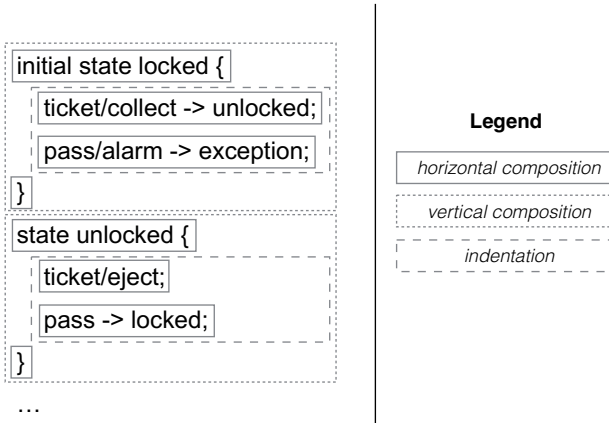 initial state locked {
ticket/collect -> unlocked;
pass/alarm -> exception;
}
state unlocked {
ticket/eject;
pass -> locked;
}
…
Legend
horizontal composition
vertical composition
indentation